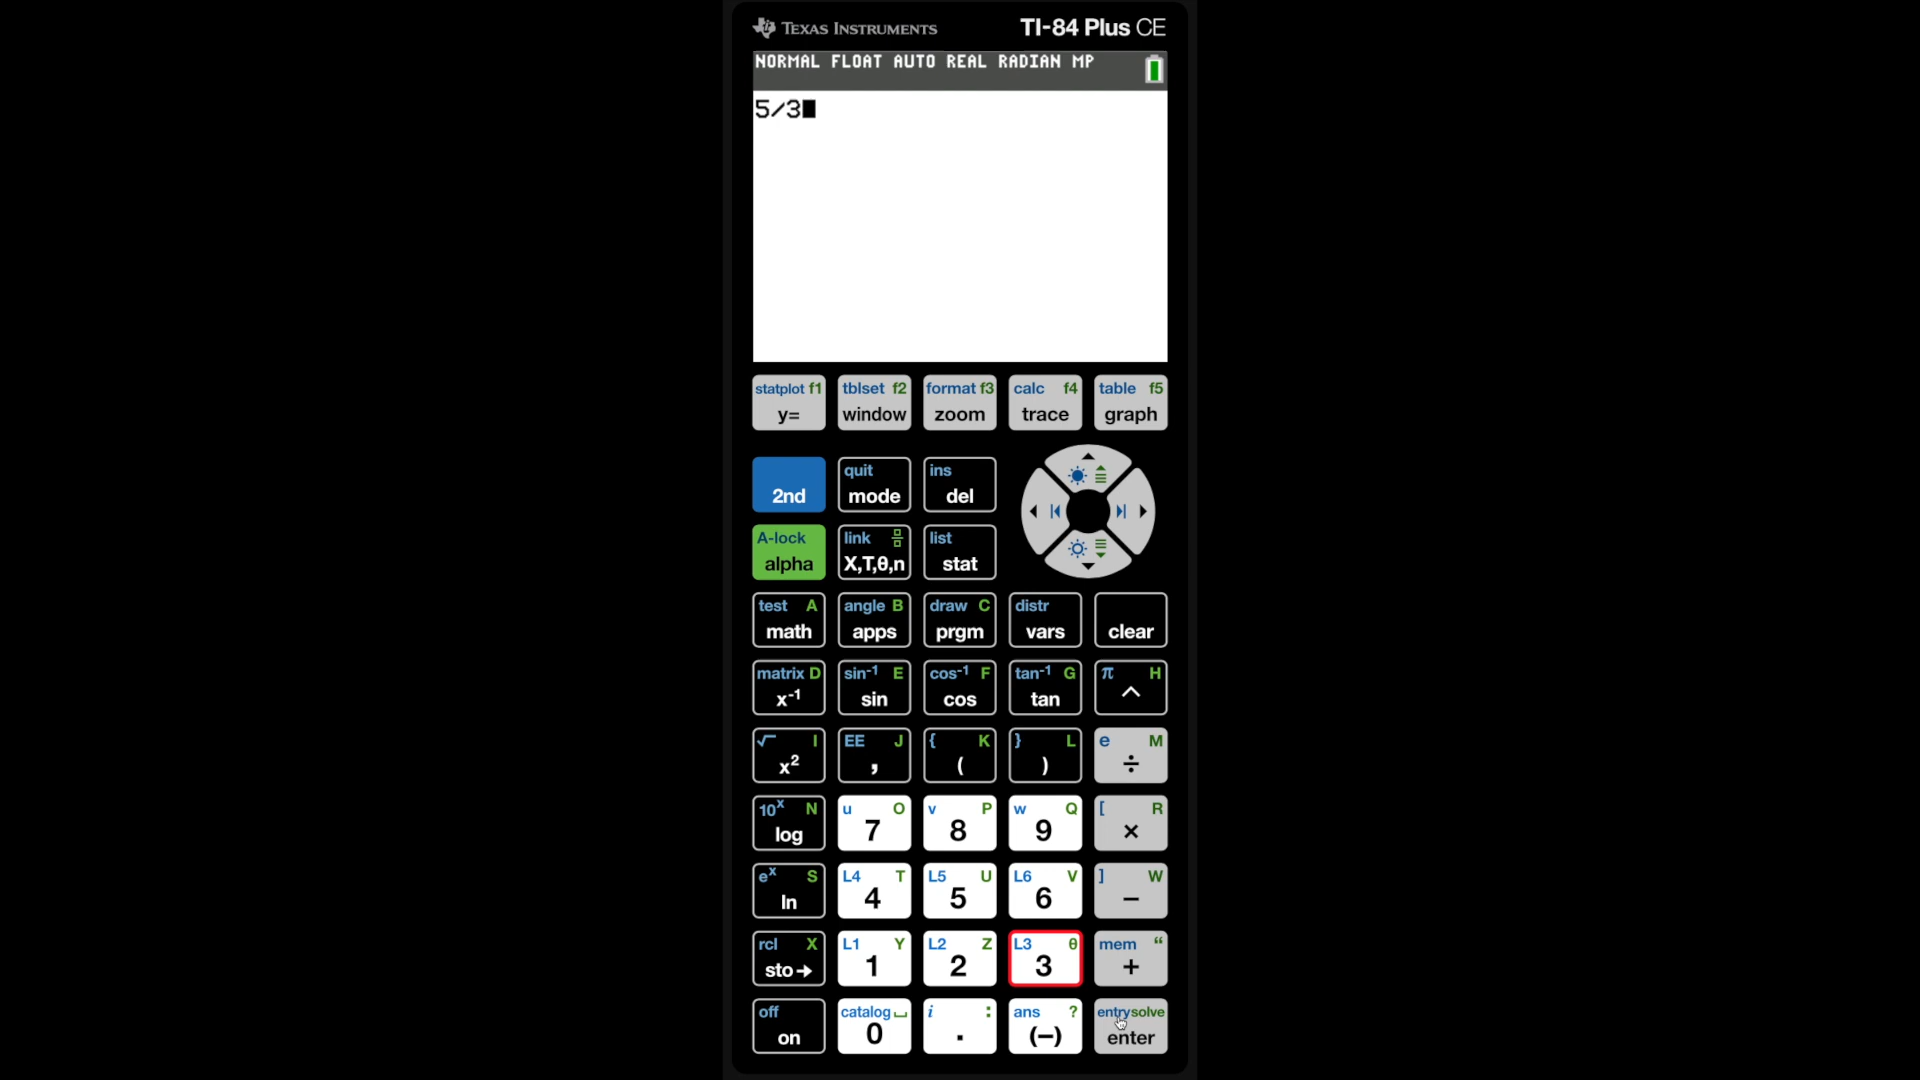 TEXAS INSTRUMENTS TI-84 Plus CE
NORMAL FLOAT AUTO REAL RADIAN MP
5/3
statplot f1 tblset f2 format f3 calc f4 table f5
y= window zoom trace graph
quit ins
2nd mode del
A-lock link list
alpha X,T,θ,n stat
test A angle B draw C distr
math apps prgm vars clear
matrix D sin⁻¹ E cos⁻¹ F tan⁻¹ G π H
x⁻¹ sin cos tan ^
√ I EE J { K } L e M
x² , ( ) ÷
10ˣ N u O v P w Q [ R
log 7 8 9 ×
eˣ S L4 T L5 U L6 V ] W
ln 4 5 6 −
rcl X L1 Y L2 Z L3 θ mem “
sto→ 1 2 3 +
off catalog ⎵ i : ans ? entry solve
on 0 . (−) enter